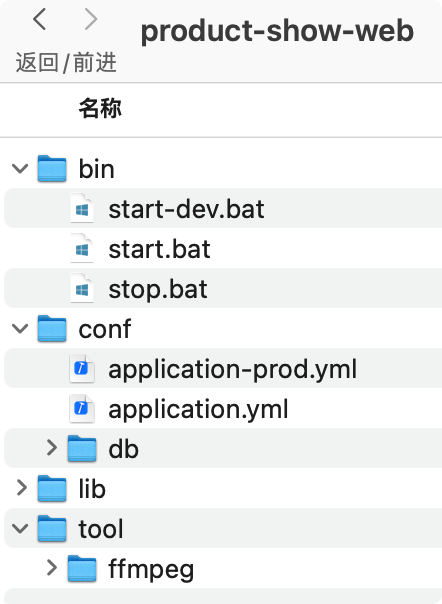 product-show-web
返回/前进
名称
bin
start-dev.bat
start.bat
stop.bat
conf
application-prod.yml
application.yml
db
lib
tool
ffmpeg